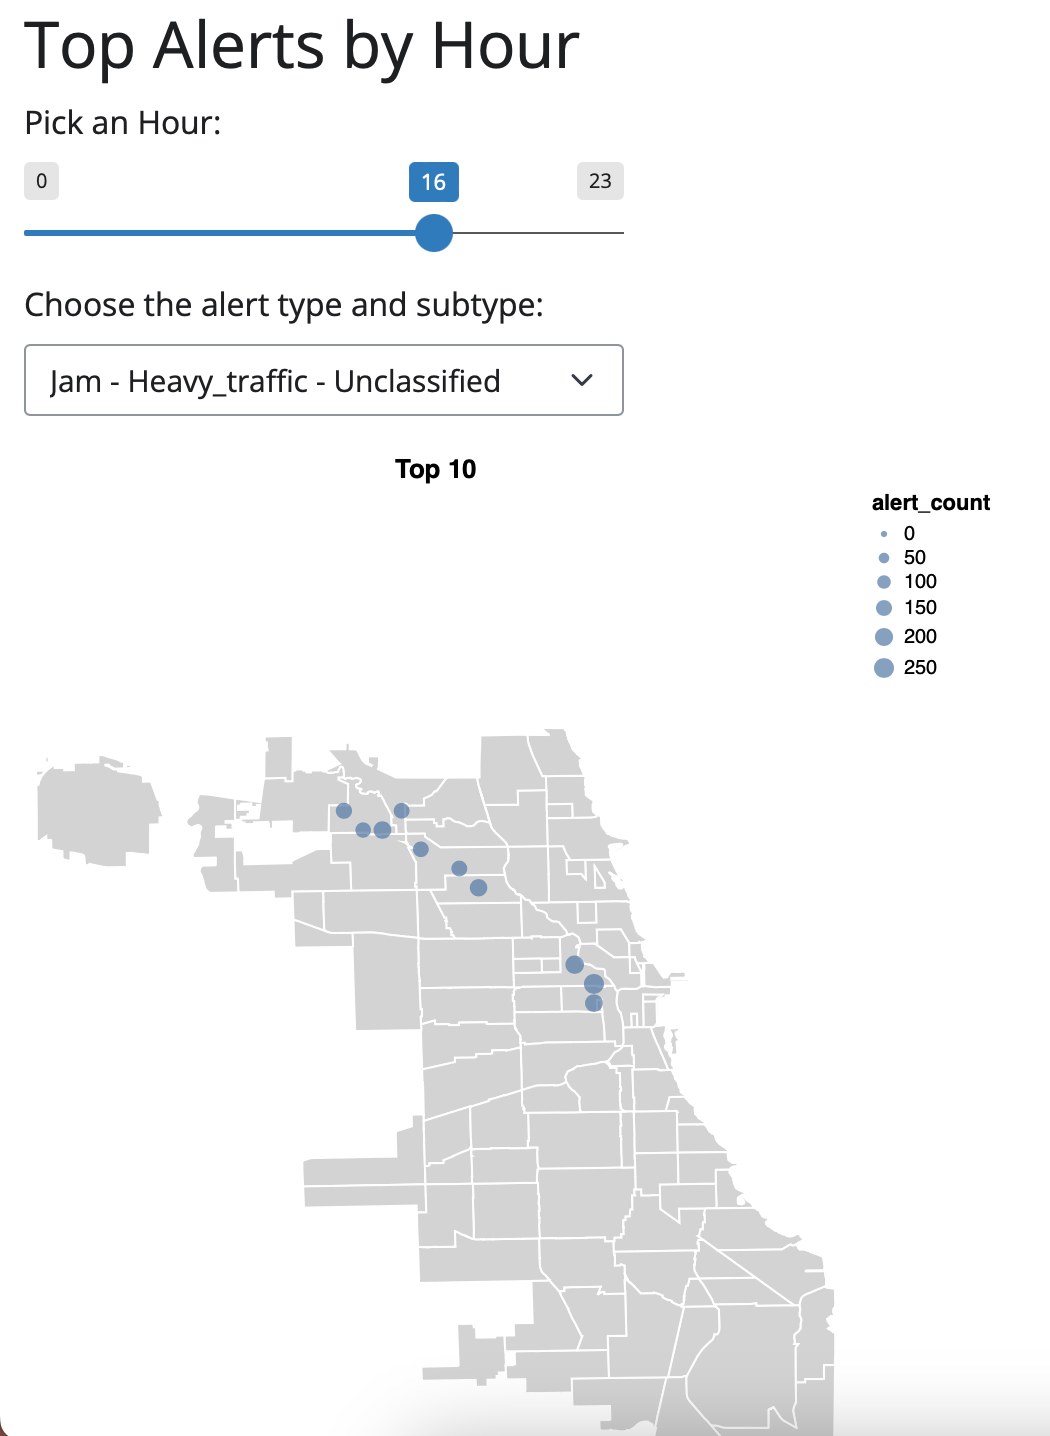 Top Alerts by Hour
Pick an Hour:
0 16 23
Choose the alert type and subtype:
Jam - Heavy_traffic - Unclassified
Top 10
alert_count
0
50
100
150
200
250